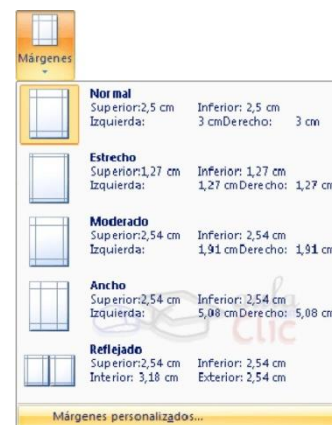 Márgenes
Normal
Superior:2,5 cm Inferior: 2,5 cm
Izquierda: 3 cmDerecho: 3 cm
Estrecho
Superior:1,27 cm Inferior: 1,27 cm
Izquierda: 1,27 cmDerecho: 1,27 cm
Moderado
Superior:2,54 cm Inferior: 2,54 cm
Izquierda: 1,91 cmDerecho: 1,91 cm
Ancho
Superior:2,54 cm Inferior: 2,54 cm
Izquierda: 5,08 cmDerecho: 5,08 cm
aula
Clic
Reflejado
Superior:2,54 cm Inferior: 2,54 cm
Interior: 3,18 cm Exterior: 2,54 cm
Márgenes personalizados...